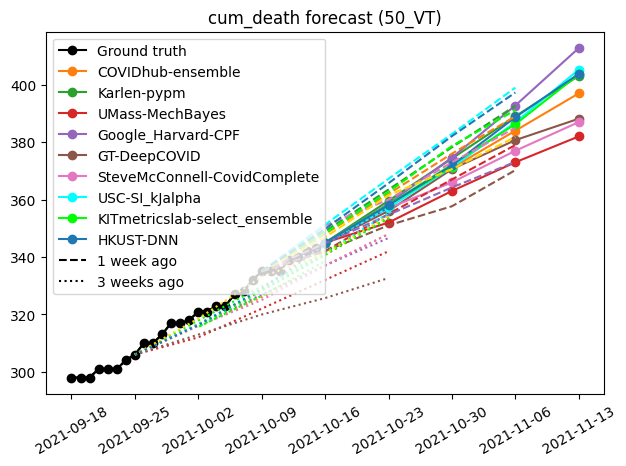 cum_death forecast (50_VT)
Ground truth
COVIDhub-ensemble
Karlen-pypm
UMass-MechBayes
Google_Harvard-CPF
GT-DeepCOVID
SteveMcConnell-CovidComplete
USC-SI_kJalpha
KITmetricslab-select_ensemble
HKUST-DNN
1 week ago
3 weeks ago
400
380
360
340
320
300
2021-09-18
2021-09-25
2021-10-02
2021-10-09
2021-10-16
2021-10-23
2021-10-30
2021-11-06
2021-11-13